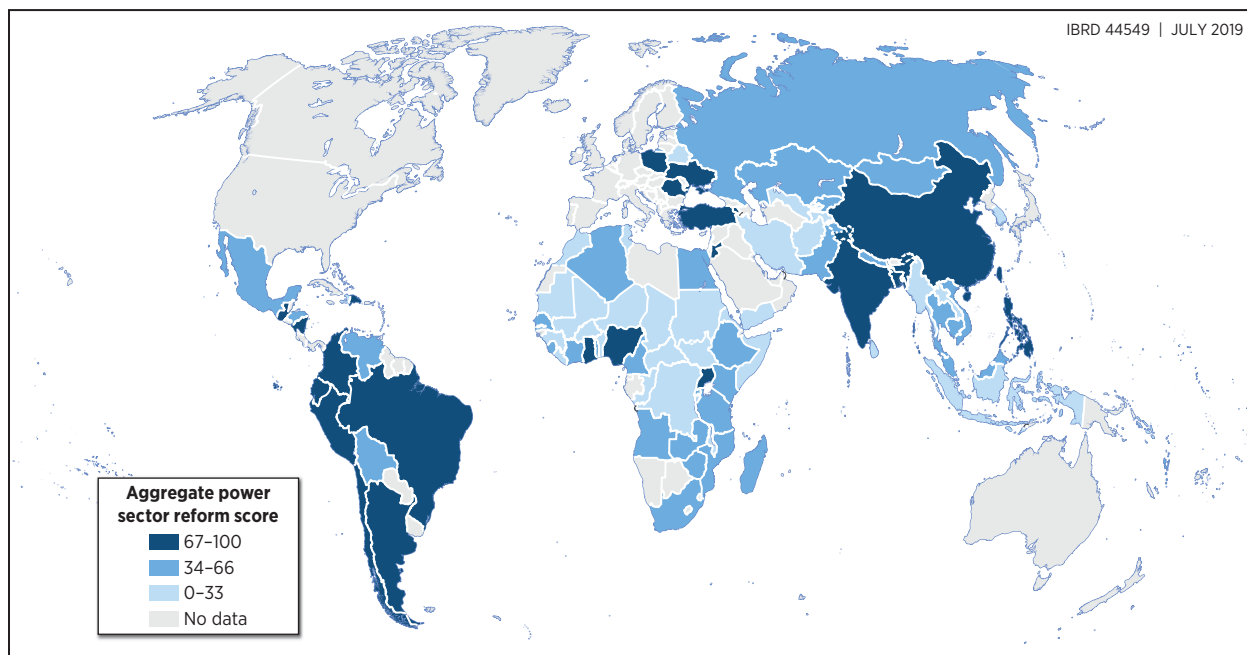 IBRD 44549 | JULY 2019
Aggregate power
sector reform score
67–100
34–66
0–33
No data